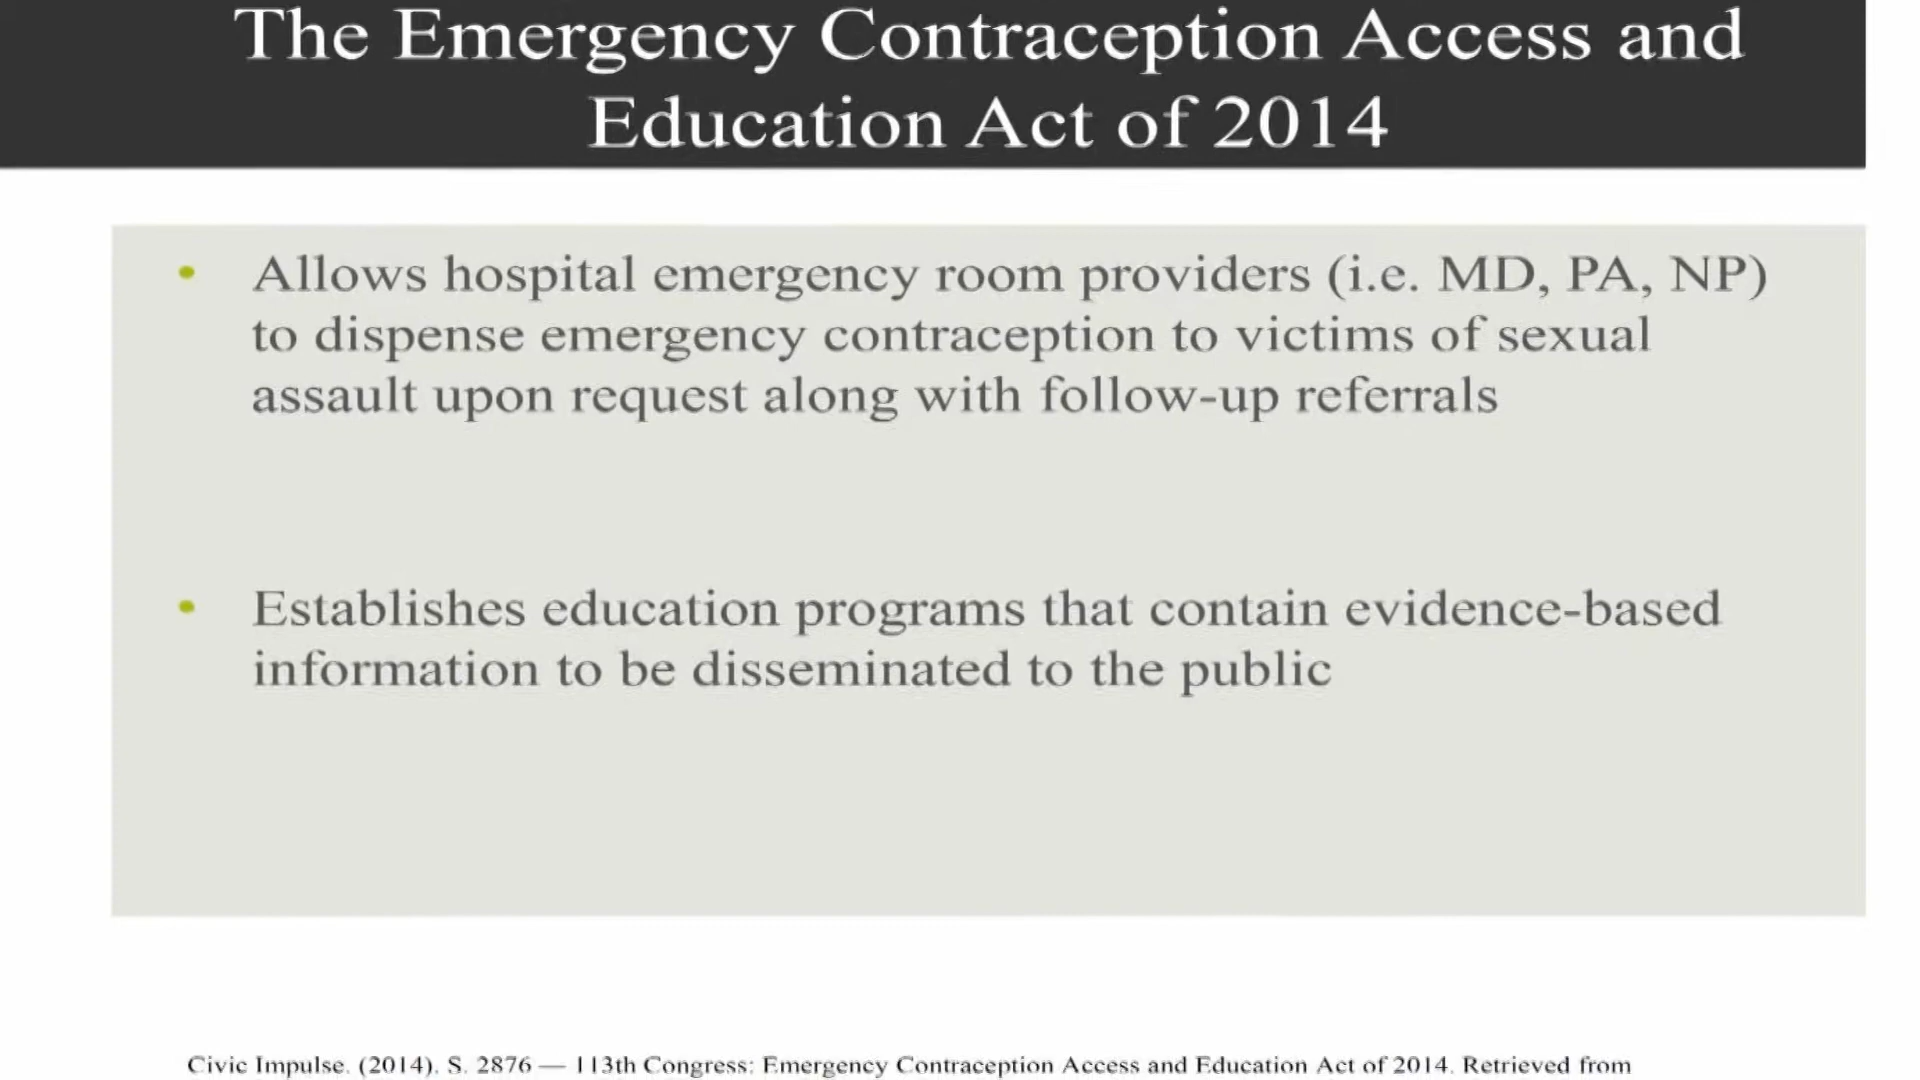 The Emergency Contraception Access and
Education Act of 2014
• Allows hospital emergency room providers (i.e. MD, PA, NP)
to dispense emergency contraception to victims of sexual
assault upon request along with follow-up referrals
• Establishes education programs that contain evidence-based
information to be disseminated to the public
Civic Impulse. (2014). S. 2876 — 113th Congress: Emergency Contraception Access and Education Act of 2014. Retrieved from